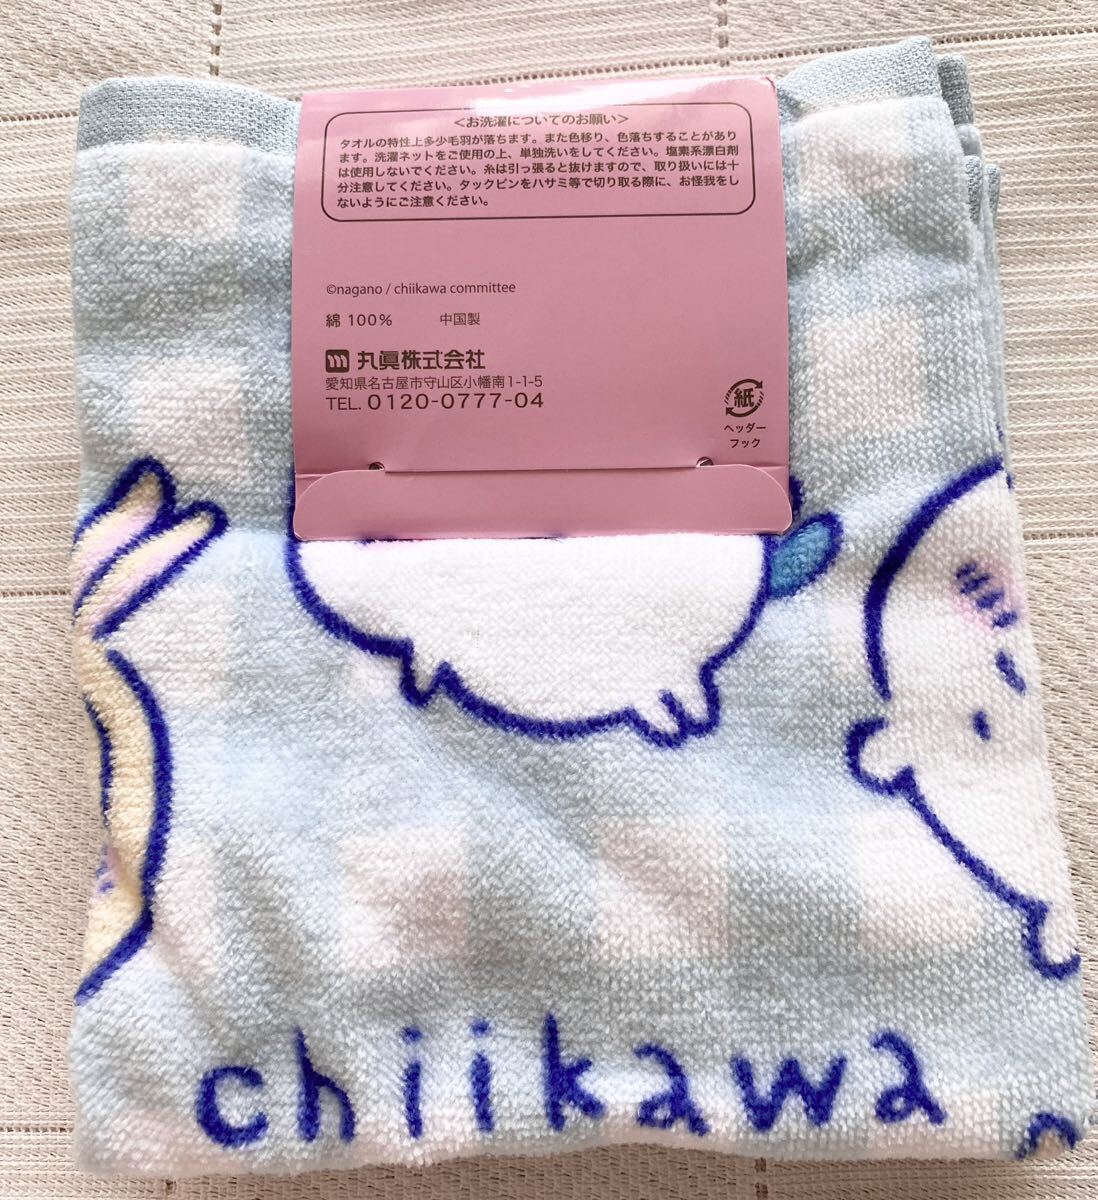 ＜お洗濯についてのお願い＞
タオルの特性上多少毛羽が落ちます。また色移り、色落ちすることがあり
ます。洗濯ネットをご使用の上、単独洗いをしてください。塩素系漂白剤
は使用しないでください。糸は引っ張ると抜けますので、取り扱いには十
分注意してください。タックピンをハサミ等で切り取る際に、お怪我をし
ないようにご注意ください。
©nagano / chiikawa committee
綿 100% 中国製
丸眞株式会社
愛知県名古屋市守山区小幡南1-1-5
TEL. 0120-0777-04
紙
ヘッダー
フック
chiikawa